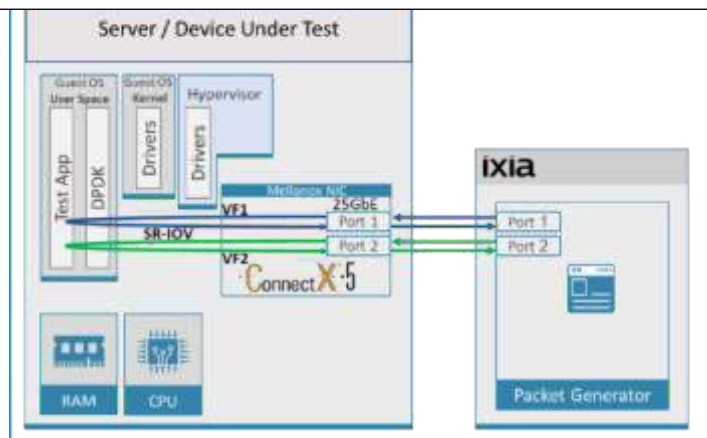 Server / Device Under Test
Guest OS
User Space
Test App
DPDK
Guest OS
Kernel
Drivers
Hypervisor
Drivers
Mellanox NIC
25GbE
VF1
Port 1
SR-IOV
Port 2
VF2
ConnectX-5
RAM
CPU
ixia
Port 1
Port 2
Packet Generator